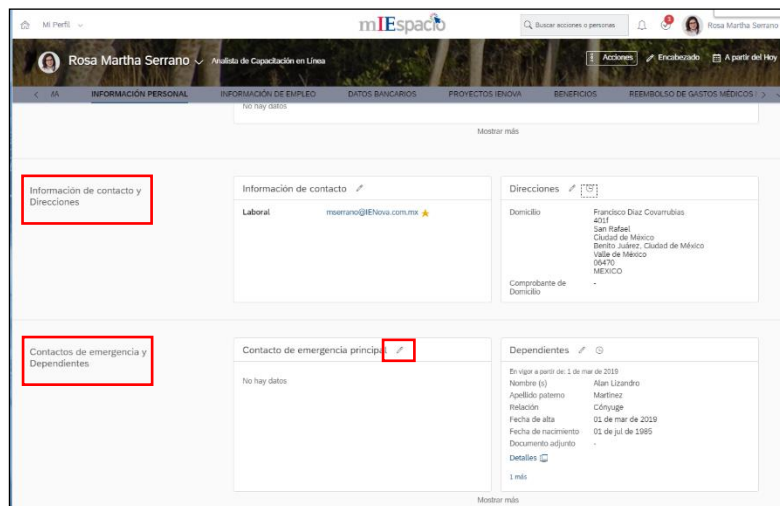 Mi Perfil
mIEspacio
Buscar acciones o personas
3
Rosa Martha Serrano
Rosa Martha Serrano
Analista de Capacitación en Línea
Acciones
Encabezado
A partir del Hoy
INFORMACIÓN PERSONAL
INFORMACIÓN DE EMPLEO
DATOS BANCARIOS
PROYECTOS IENOVA
BENEFICIOS
REEMBOLSO DE GASTOS MÉDICOS
No hay datos
Mostrar más
Información de contacto y
Direcciones
Información de contacto
Laboral
mserrano@IENova.com.mx
Direcciones
Domicilio
Francisco Díaz Covarrubias
401f
San Rafael
Ciudad de México
Benito Juárez, Ciudad de México
Valle de México
06470
MEXICO
Comprobante de
Domicilio
-
Contactos de emergencia y
Dependientes
Contacto de emergencia principal
No hay datos
Dependientes
En vigor a partir de: 1 de mar de 2019
Nombre (s)
Alan Lizandro
Apellido paterno
Martinez
Relación
Cónyuge
Fecha de alta
01 de mar de 2019
Fecha de nacimiento
01 de jul de 1985
Documento adjunto
-
Detalles
1 más
Mostrar más